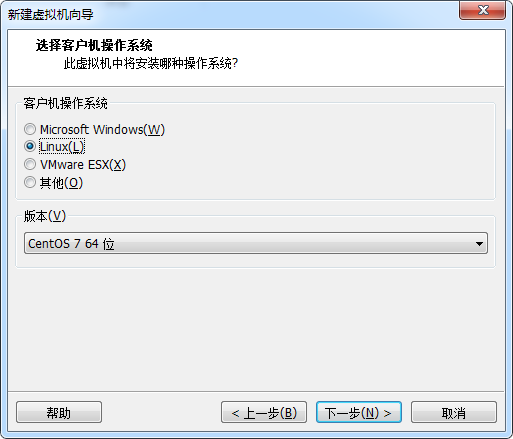 新建虚拟机向导
选择客户机操作系统
此虚拟机中将安装哪种操作系统?
客户机操作系统
Microsoft Windows(W)
Linux(L)
VMware ESX(X)
其他(O)
版本(V)
CentOS 7 64 位
帮助
< 上一步(B)
下一步(N) >
取消